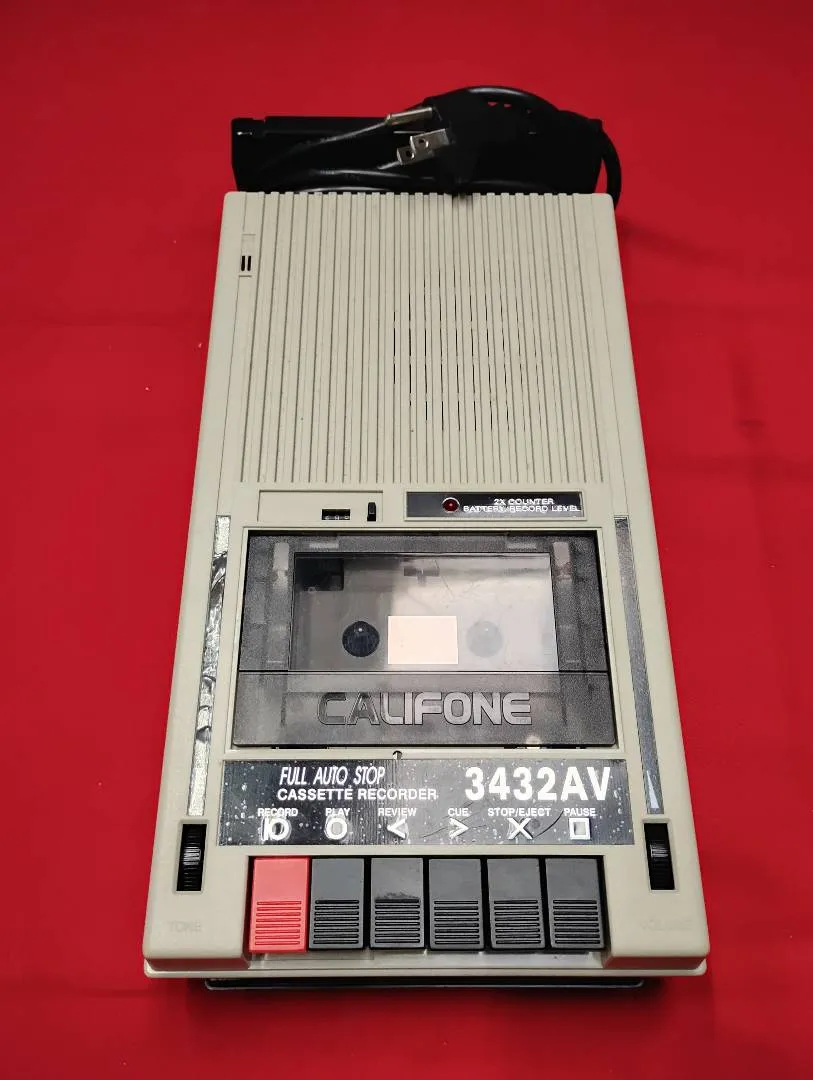 2X COUNTER
BATTERY/RECORD LEVEL
CALIFONE
FULL AUTO STOP
CASSETTE RECORDER
3432AV
RECORD PLAY REVIEW CUE STOP/EJECT PAUSE
TONE
VOLUME